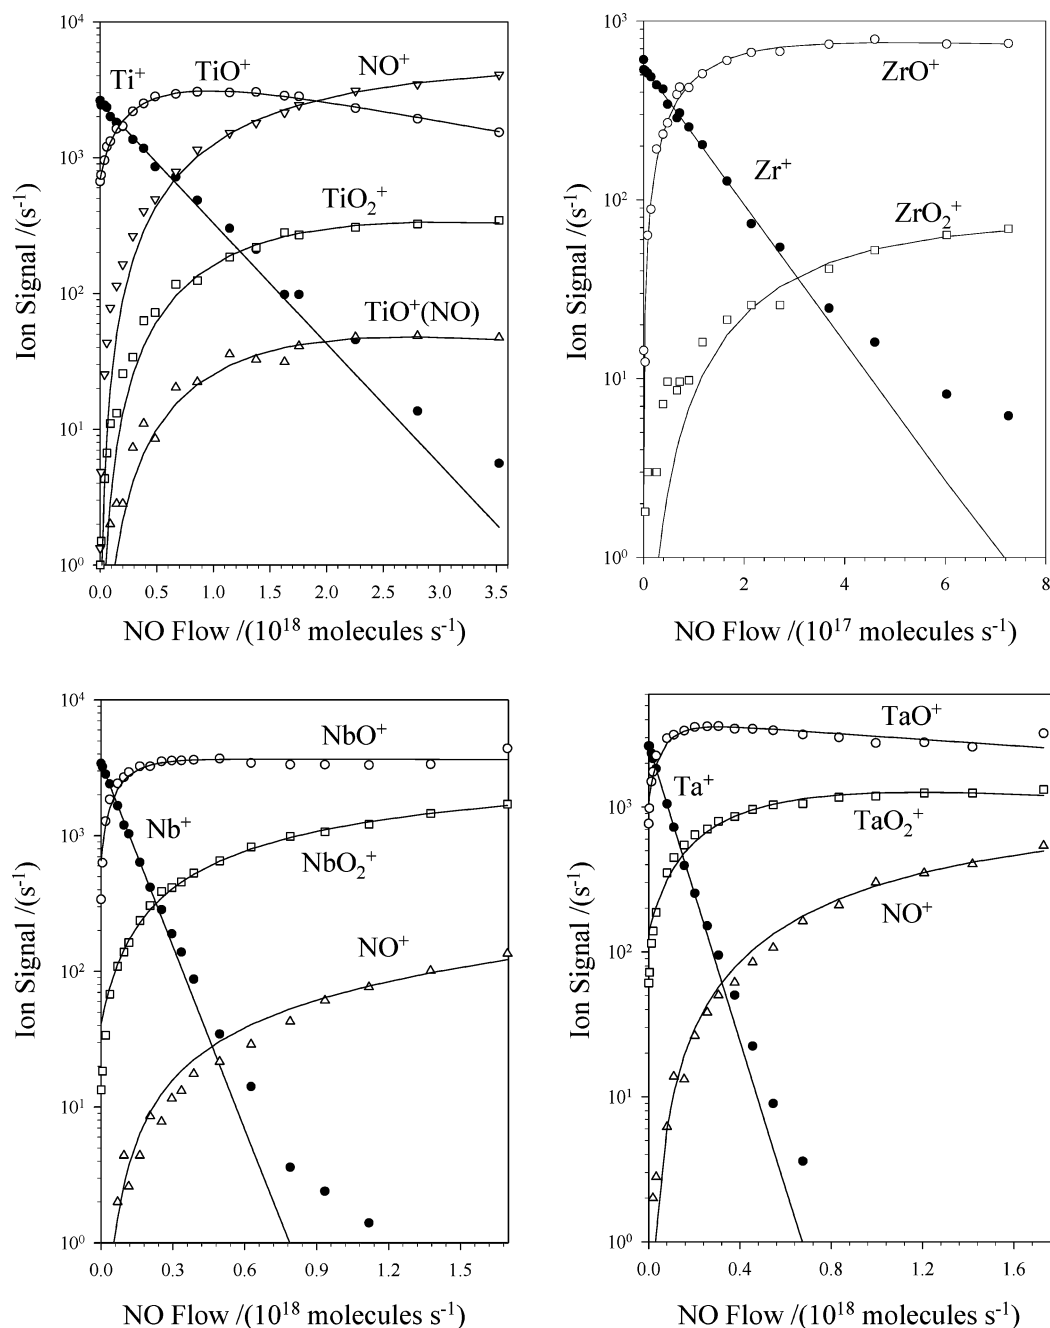 Ion Signal /(s⁻¹)
10⁴
10³
10²
10¹
10⁰
Ti⁺
TiO⁺
NO⁺
TiO₂⁺
TiO⁺(NO)
0.0 0.5 1.0 1.5 2.0 2.5 3.0 3.5
NO Flow /(10¹⁸ molecules s⁻¹)
Ion Signal /(s⁻¹)
10³
10²
10¹
10⁰
ZrO⁺
Zr⁺
ZrO₂⁺
0 2 4 6 8
NO Flow /(10¹⁷ molecules s⁻¹)
Ion Signal /(s⁻¹)
10⁴
10³
10²
10¹
10⁰
NbO⁺
Nb⁺
NbO₂⁺
NO⁺
0.0 0.3 0.6 0.9 1.2 1.5
NO Flow /(10¹⁸ molecules s⁻¹)
Ion Signal /(s⁻¹)
10³
10²
10¹
10⁰
TaO⁺
Ta⁺
TaO₂⁺
NO⁺
0.0 0.4 0.8 1.2 1.6
NO Flow /(10¹⁸ molecules s⁻¹)